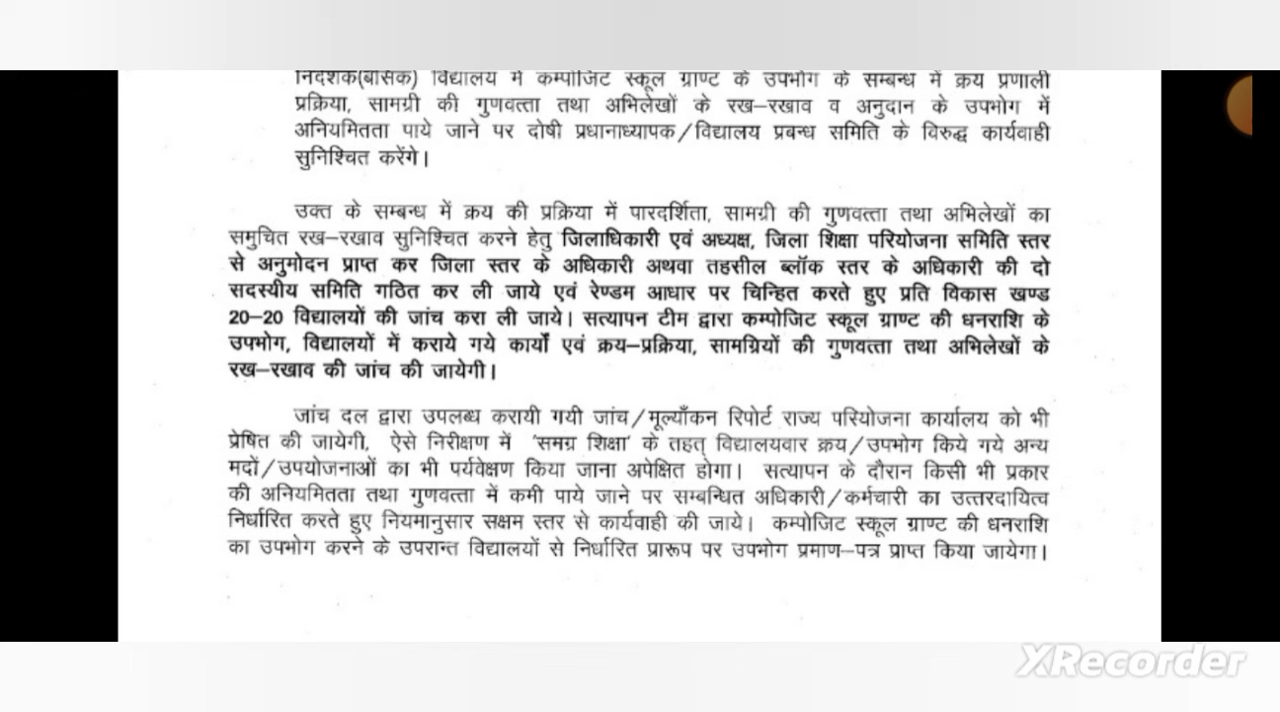 निदेशक(बेसिक) विद्यालय में कम्पोजिट स्कूल ग्राण्ट के उपभोग के सम्बन्ध में क्रय प्रणाली
प्रक्रिया, सामग्री की गुणवत्ता तथा अभिलेखों के रख–रखाव व अनुदान के उपभोग में
अनियमितता पाये जाने पर दोषी प्रधानाध्यापक/विद्यालय प्रबन्ध समिति के विरुद्ध कार्यवाही
सुनिश्चित करेंगे।
उक्त के सम्बन्ध में क्रय की प्रक्रिया में पारदर्शिता, सामग्री की गुणवत्ता तथा अभिलेखों का
समुचित रख–रखाव सुनिश्चित करने हेतु जिलाधिकारी एवं अध्यक्ष, जिला शिक्षा परियोजना समिति स्तर
से अनुमोदन प्राप्त कर जिला स्तर के अधिकारी अथवा तहसील ब्लॉक स्तर के अधिकारी की दो
सदस्यीय समिति गठित कर ली जाये एवं रेण्डम आधार पर चिन्हित करते हुए प्रति विकास खण्ड
20–20 विद्यालयों की जांच करा ली जाये। सत्यापन टीम द्वारा कम्पोजिट स्कूल ग्राण्ट की धनराशि के
उपभोग, विद्यालयों में कराये गये कार्यों एवं क्रय–प्रक्रिया, सामग्रियों की गुणवत्ता तथा अभिलेखों के
रख–रखाव की जांच की जायेगी।
जांच दल द्वारा उपलब्ध करायी गयी जांच/मूल्याँकन रिपोर्ट राज्य परियोजना कार्यालय को भी
प्रेषित की जायेगी, ऐसे निरीक्षण में 'समग्र शिक्षा' के तहत् विद्यालयवार क्रय/उपभोग किये गये अन्य
मदों/उपयोजनाओं का भी पर्यवेक्षण किया जाना अपेक्षित होगा। सत्यापन के दौरान किसी भी प्रकार
की अनियमितता तथा गुणवत्ता में कमी पाये जाने पर सम्बन्धित अधिकारी/कर्मचारी का उत्तरदायित्व
निर्धारित करते हुए नियमानुसार सक्षम स्तर से कार्यवाही की जाये। कम्पोजिट स्कूल ग्राण्ट की धनराशि
का उपभोग करने के उपरान्त विद्यालयों से निर्धारित प्रारूप पर उपभोग प्रमाण–पत्र प्राप्त किया जायेगा।
XRecorder